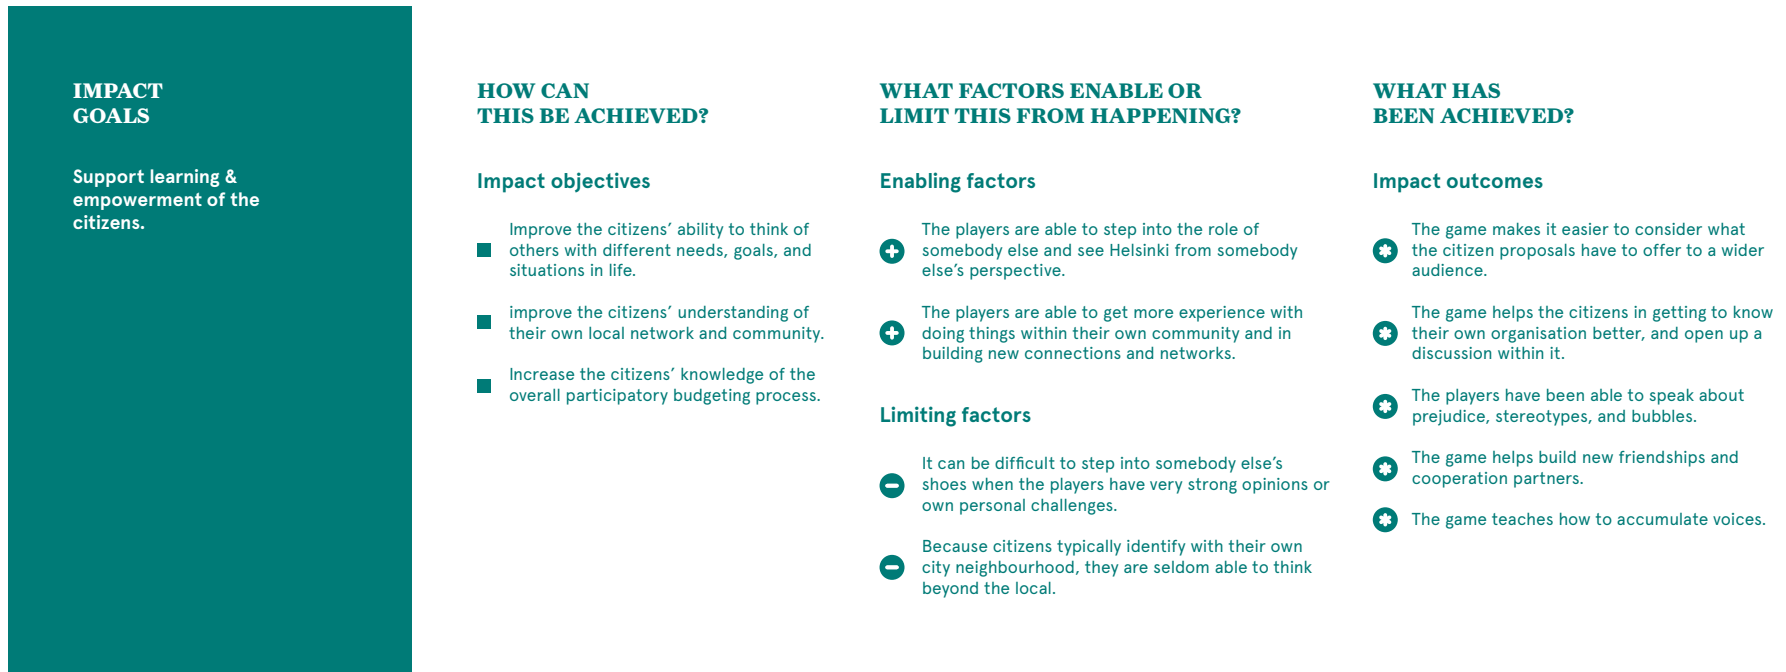 IMPACT
GOALS
Support learning &
empowerment of the
citizens.
HOW CAN
THIS BE ACHIEVED?
Impact objectives
Improve the citizens’ ability to think of
others with different needs, goals, and
situations in life.
improve the citizens’ understanding of
their own local network and community.
Increase the citizens’ knowledge of the
overall participatory budgeting process.
WHAT FACTORS ENABLE OR
LIMIT THIS FROM HAPPENING?
Enabling factors
The players are able to step into the role of
somebody else and see Helsinki from somebody
else’s perspective.
The players are able to get more experience with
doing things within their own community and in
building new connections and networks.
Limiting factors
It can be difficult to step into somebody else’s
shoes when the players have very strong opinions or
own personal challenges.
Because citizens typically identify with their own
city neighbourhood, they are seldom able to think
beyond the local.
WHAT HAS
BEEN ACHIEVED?
Impact outcomes
The game makes it easier to consider what
the citizen proposals have to offer to a wider
audience.
The game helps the citizens in getting to know
their own organisation better, and open up a
discussion within it.
The players have been able to speak about
prejudice, stereotypes, and bubbles.
The game helps build new friendships and
cooperation partners.
The game teaches how to accumulate voices.